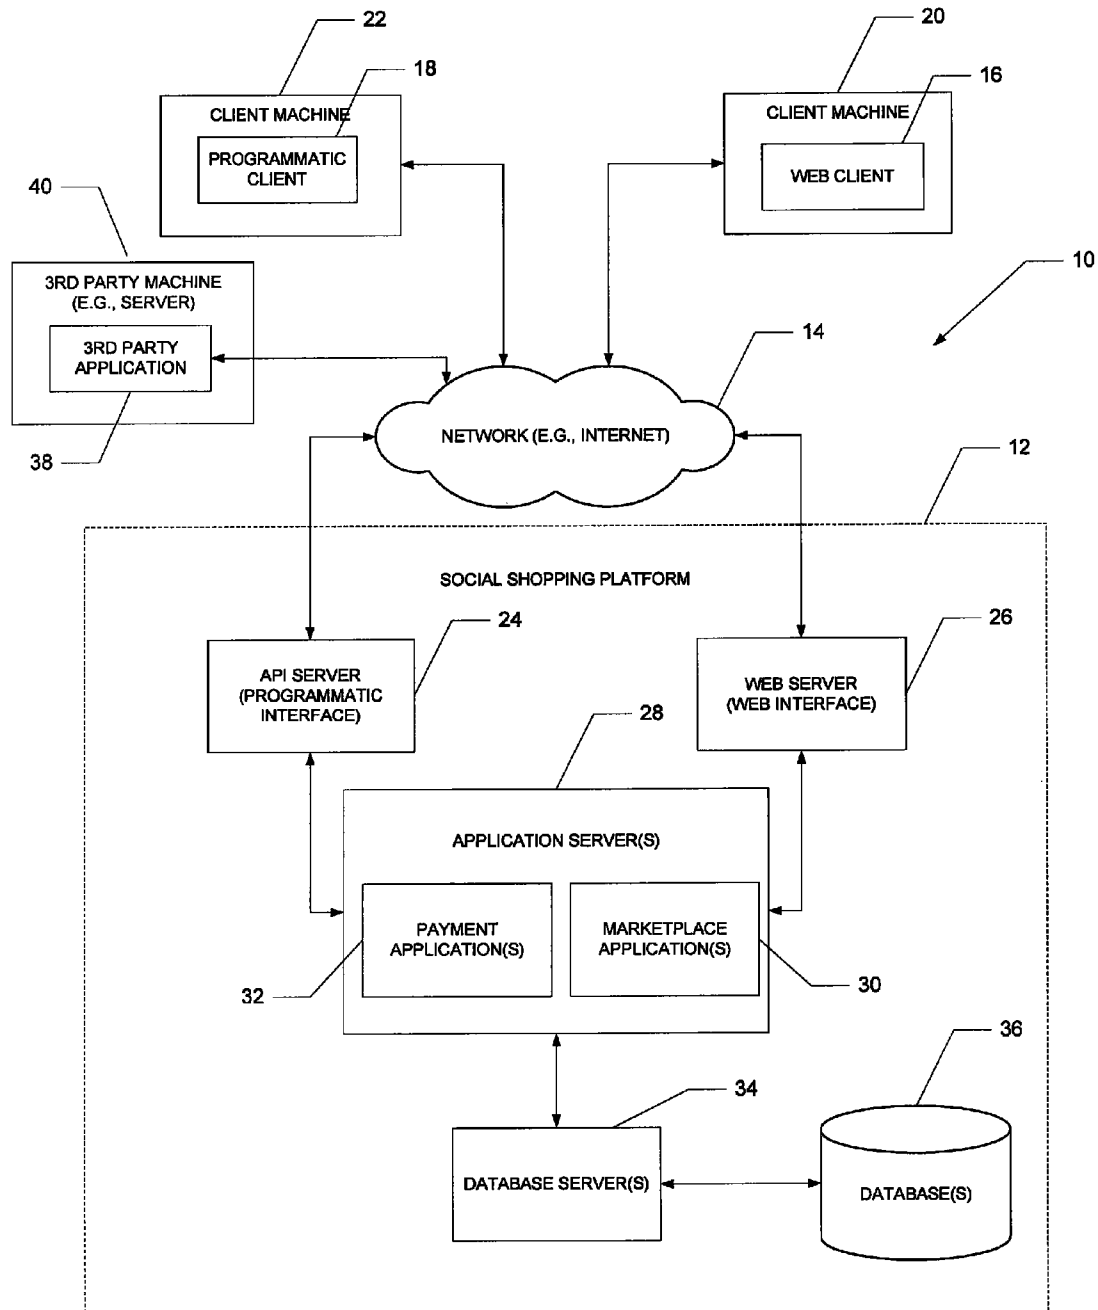 22
20
18
16
CLIENT MACHINE
PROGRAMMATIC
CLIENT
CLIENT MACHINE
WEB CLIENT
40
10
3RD PARTY MACHINE
(E.G., SERVER)
3RD PARTY
APPLICATION
14
38
NETWORK (E.G., INTERNET)
12
SOCIAL SHOPPING PLATFORM
24
26
API SERVER
(PROGRAMMATIC
INTERFACE)
WEB SERVER
(WEB INTERFACE)
28
APPLICATION SERVER(S)
PAYMENT
APPLICATION(S)
MARKETPLACE
APPLICATION(S)
32
30
36
34
DATABASE SERVER(S)
DATABASE(S)